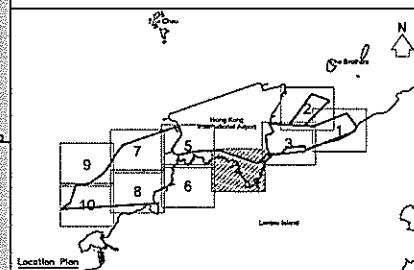 Chau
N
The Brothers
2
Hong Kong
International Airport
1
7
5
3
9
8
6
10
Lantau Island
Location Plan